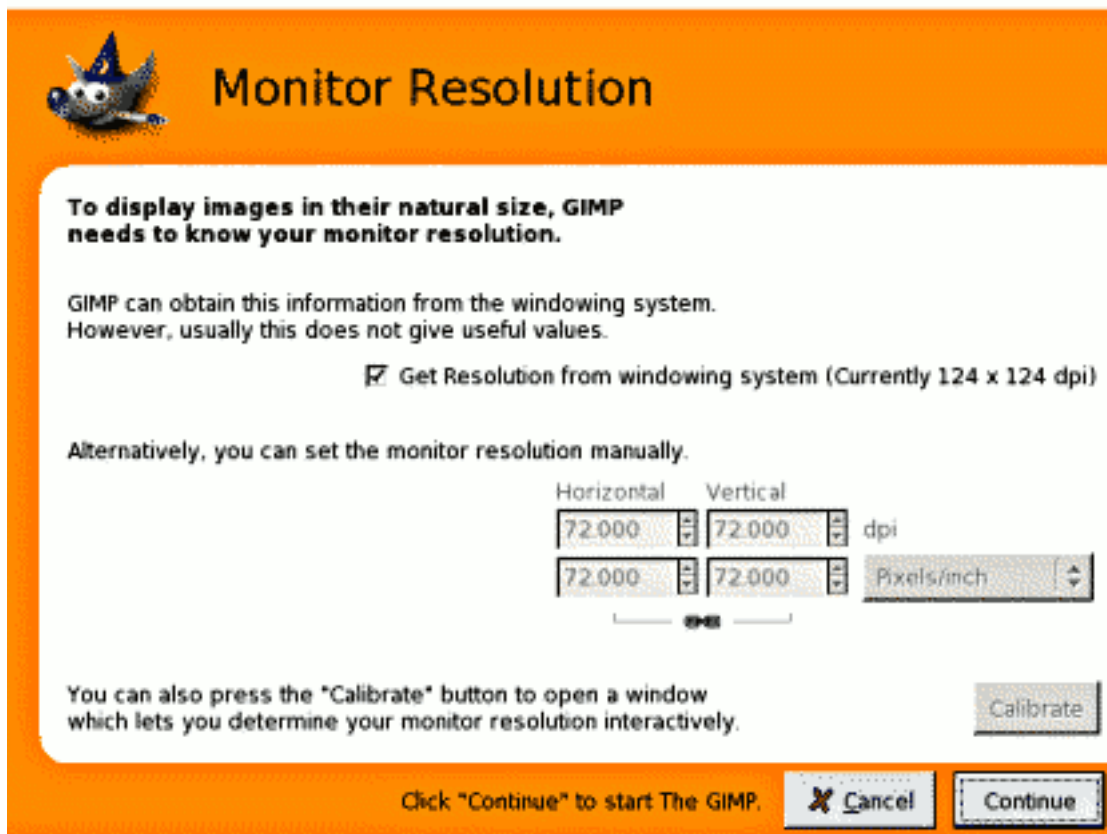 Monitor Resolution
To display images in their natural size, GIMP
needs to know your monitor resolution.
GIMP can obtain this information from the windowing system.
However, usually this does not give useful values.
Get Resolution from windowing system (Currently 124 x 124 dpi)
Alternatively, you can set the monitor resolution manually.
Horizontal Vertical
72.000 72.000 dpi
72.000 72.000 Pixels/inch
You can also press the "Calibrate" button to open a window
which lets you determine your monitor resolution interactively.
Calibrate
Click "Continue" to start The GIMP. Cancel Continue